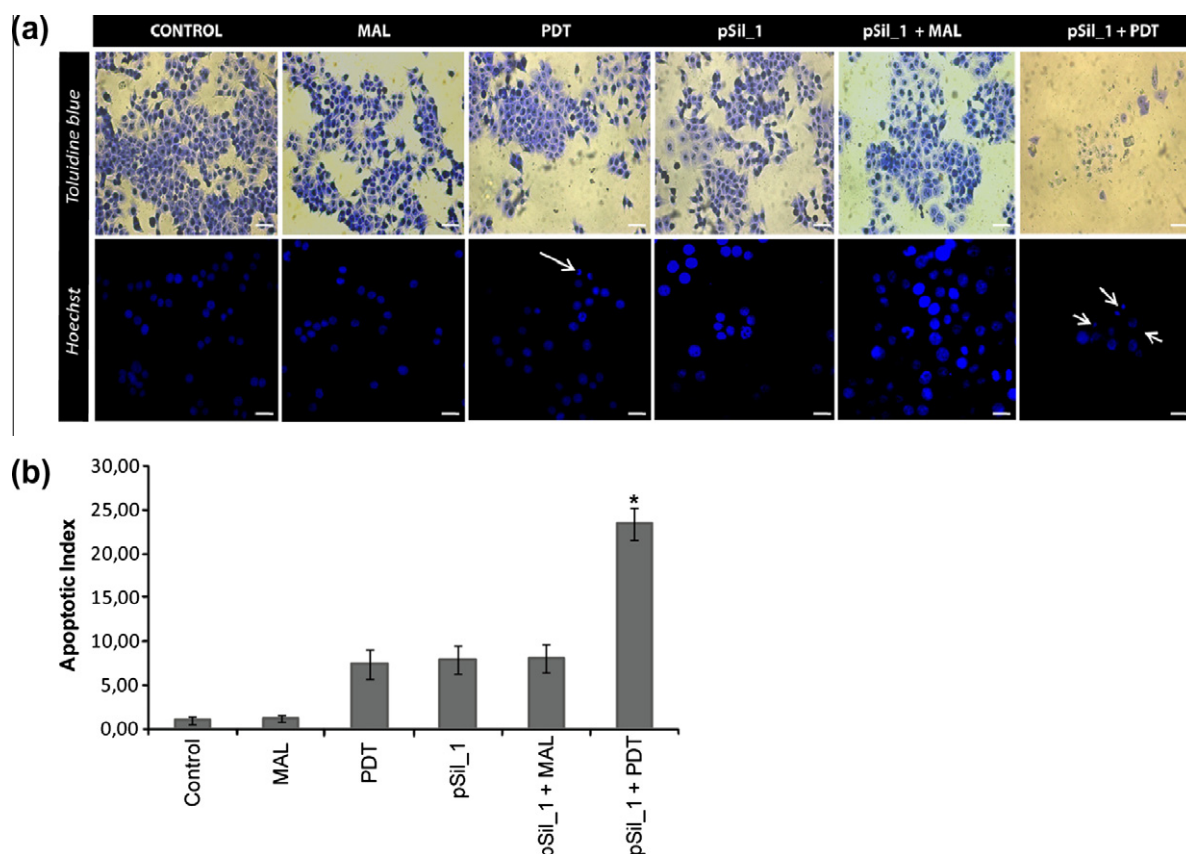 (a)
CONTROL MAL PDT pSil_1 pSil_1 + MAL pSil_1 + PDT
Toluidine blue
Hoechst
(b)
Apoptotic Index
30,00
25,00
20,00
15,00
10,00
5,00
0,00
*
Control
MAL
PDT
pSil_1
pSil_1 + MAL
pSil_1 + PDT